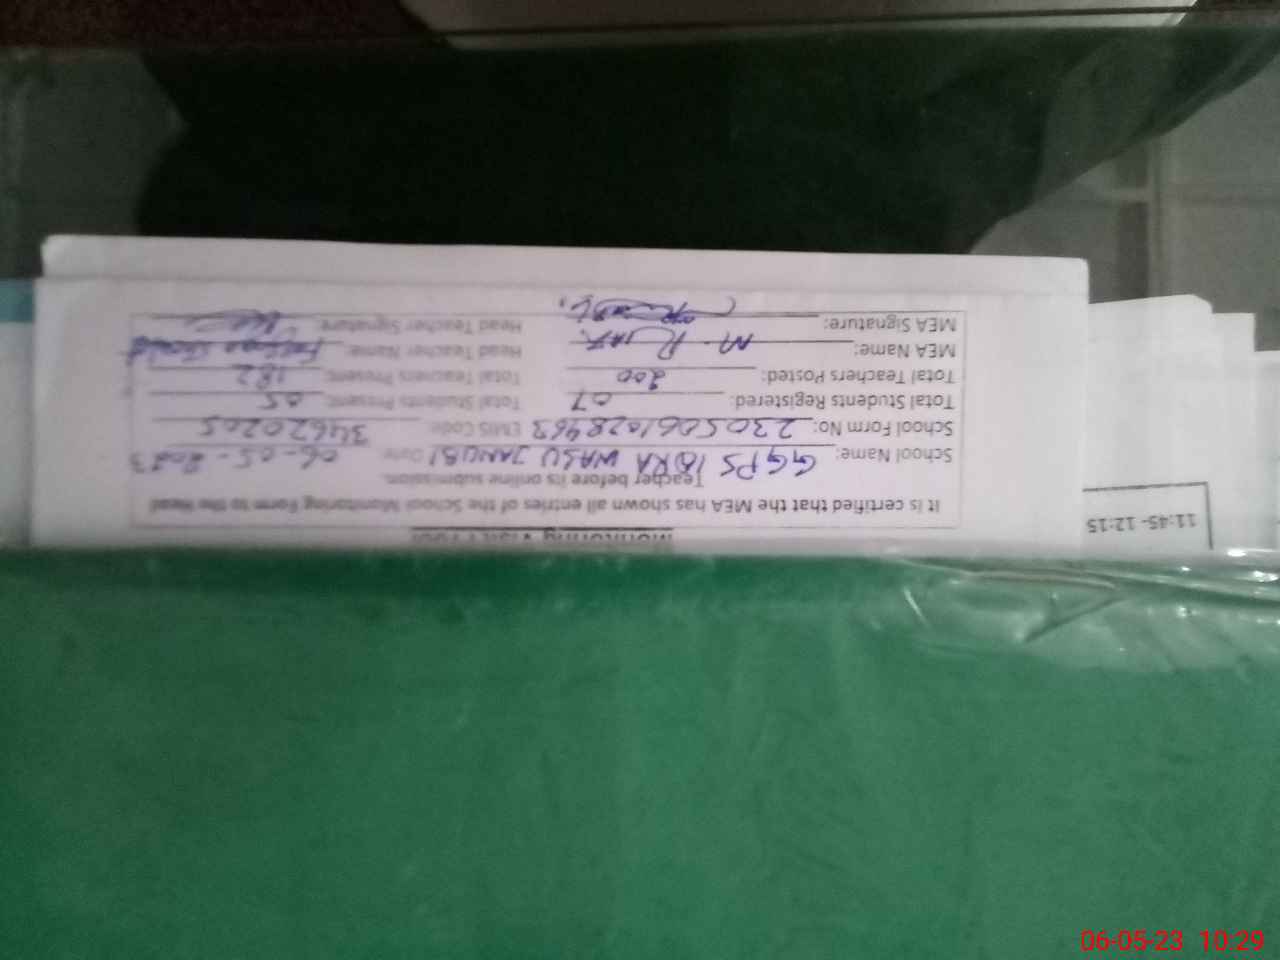 Monitoring Visit
It is certified that the MEA has shown all entries of the School Monitoring Form to the Head
Teacher before its online submission.
School Name: GGPS IBRA WASU JANUBI Date: 06-05-2023
School Form No: 2305061028463 EMIS Code: 34620205
Total Students Registered: 07 Total Students Present: 05
Total Teachers Posted: 200 Total Teachers Present: 182
MEA Name: M. Riaz Head Teacher Name:
MEA Signature: Head Teacher Signature:
11:45-12:15
06-05-23 10:29